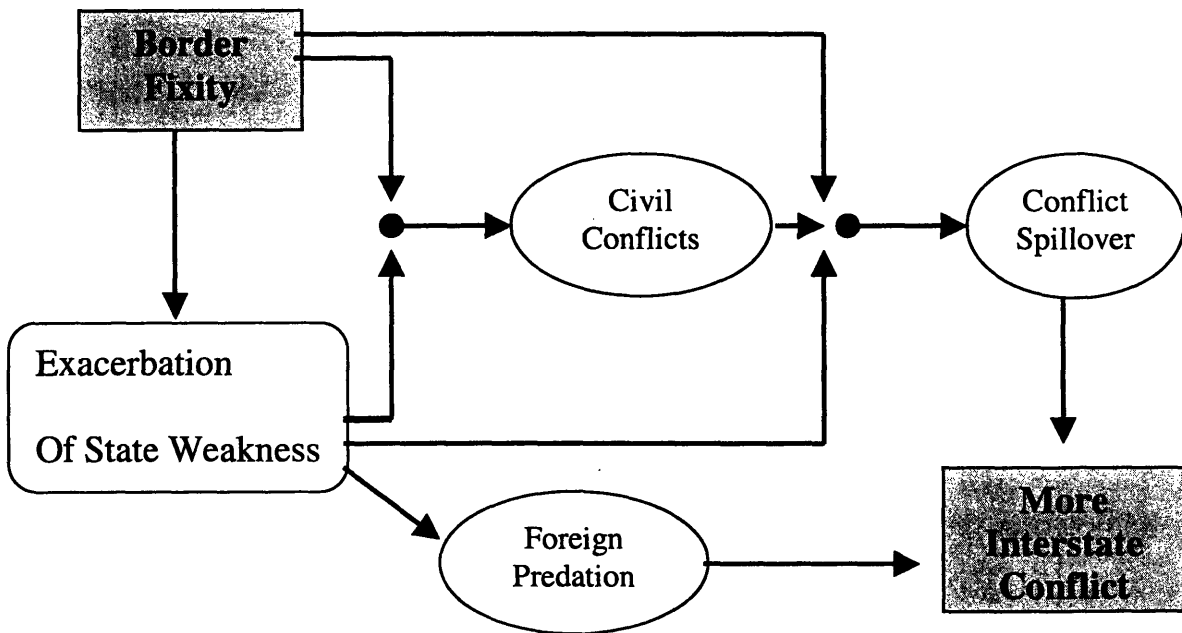 Border
Fixity
Civil
Conflicts
Conflict
Spillover
Exacerbation
Of State Weakness
Foreign
Predation
More
Interstate
Conflict